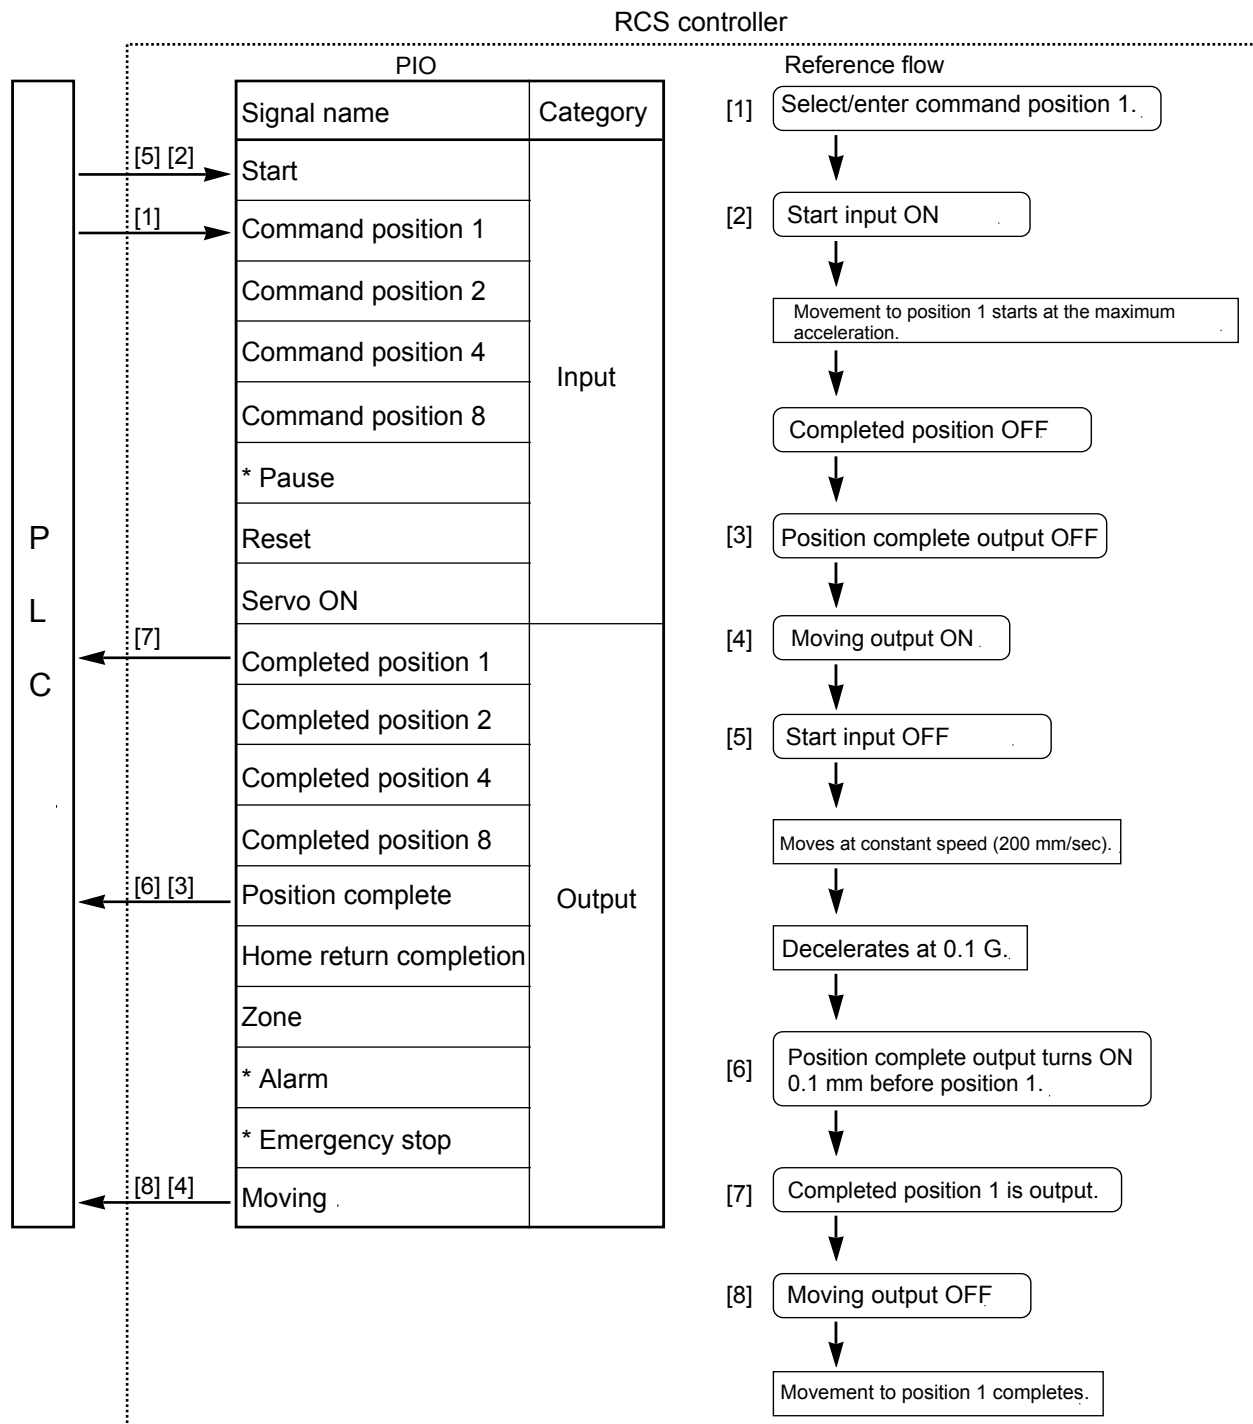 RCS controller
PIO
Signal name
Category
[5] [2]
Start
[1]
Command position 1
Command position 2
Command position 4
Command position 8
Input
* Pause
Reset
Servo ON
P
L
C
[7]
Completed position 1
Completed position 2
Completed position 4
Completed position 8
[6] [3]
Position complete
Output
Home return completion
Zone
* Alarm
* Emergency stop
[8] [4]
Moving
Reference flow
[1]
Select/enter command position 1.
[2]
Start input ON
Movement to position 1 starts at the maximum
acceleration.
Completed position OFF
[3]
Position complete output OFF
[4]
Moving output ON
[5]
Start input OFF
Moves at constant speed (200 mm/sec).
Decelerates at 0.1 G.
[6]
Position complete output turns ON
0.1 mm before position 1.
[7]
Completed position 1 is output.
[8]
Moving output OFF
Movement to position 1 completes.